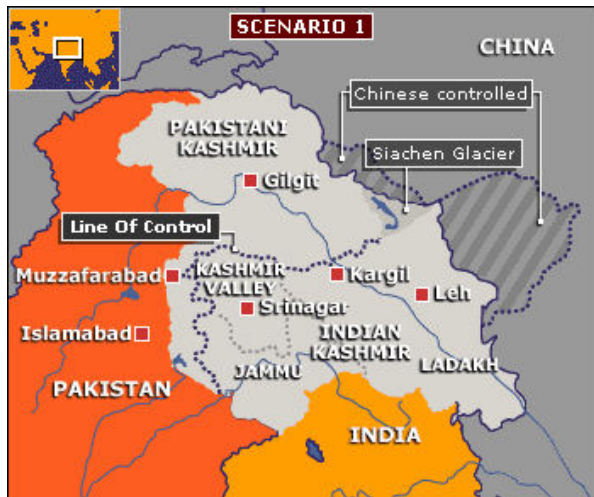 SCENARIO 1
CHINA
Chinese controlled
PAKISTANI
KASHMIR
Siachen Glacier
Gilgit
Line Of Control
Muzzafarabad
KASHMIR
VALLEY
Kargil
Leh
Srinagar
Islamabad
INDIAN
KASHMIR
JAMMU
LADAKH
PAKISTAN
INDIA